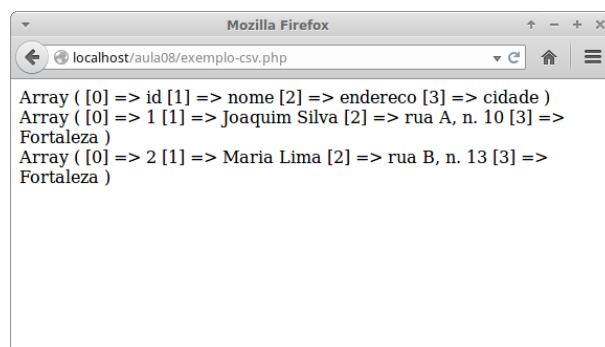 Mozilla Firefox
localhost/aula08/exemplo-csv.php
Array ( [0] => id [1] => nome [2] => endereco [3] => cidade )
Array ( [0] => 1 [1] => Joaquim Silva [2] => rua A, n. 10 [3] =>
Fortaleza )
Array ( [0] => 2 [1] => Maria Lima [2] => rua B, n. 13 [3] =>
Fortaleza )